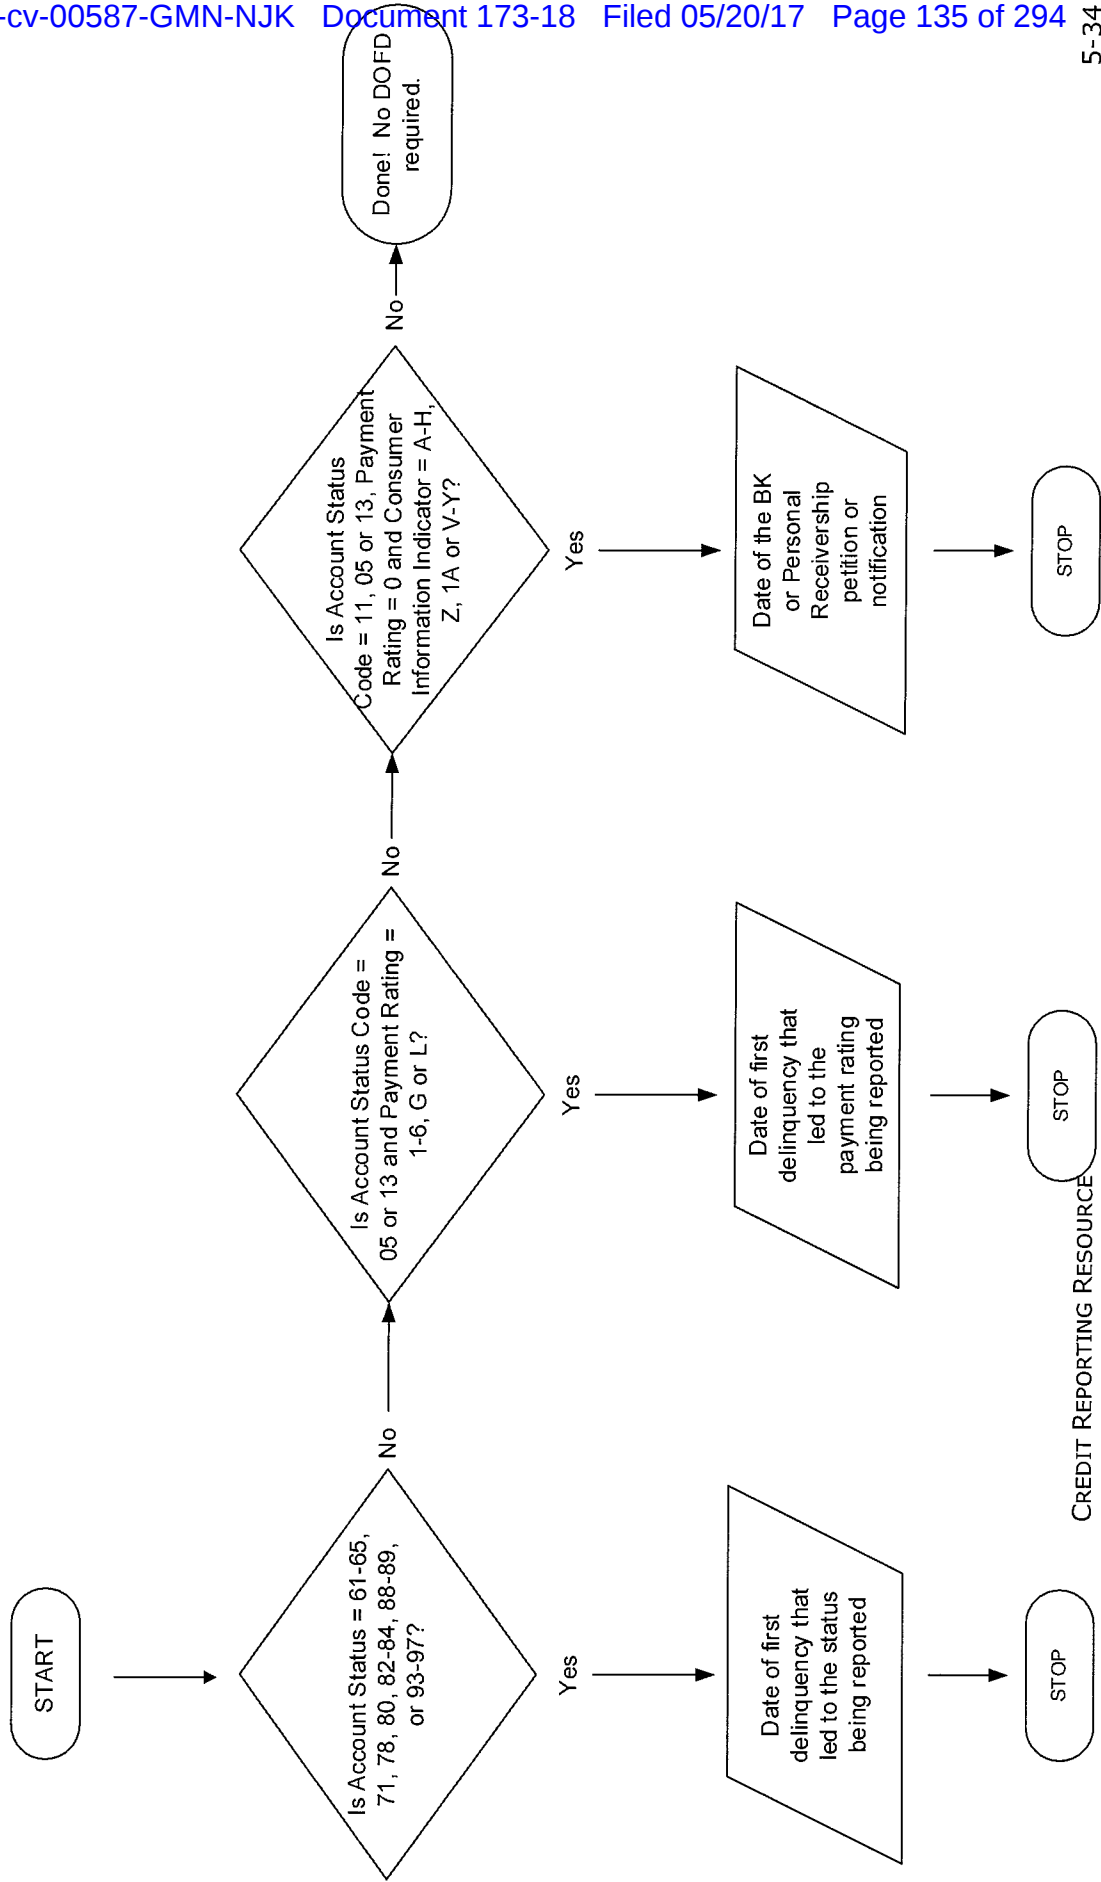 -cv-00587-GMN-NJK Document 173-18 Filed 05/20/17 Page 135 of 294
START
Is Account Status = 61-65,
71, 78, 80, 82-84, 88-89,
or 93-97?
No
Yes
Date of first
delinquency that
led to the status
being reported
STOP
Is Account Status Code =
05 or 13 and Payment Rating =
1-6, G or L?
No
Yes
Date of first
delinquency that
led to the
payment rating
being reported
STOP
Is Account Status
Code = 11, 05 or 13, Payment
Rating = 0 and Consumer
Information Indicator = A-H,
Z, 1A or V-Y?
No
Yes
Date of the BK
or Personal
Receivership
petition or
notification
STOP
Done! No DOFD
required.
CREDIT REPORTING RESOURCE
5-34